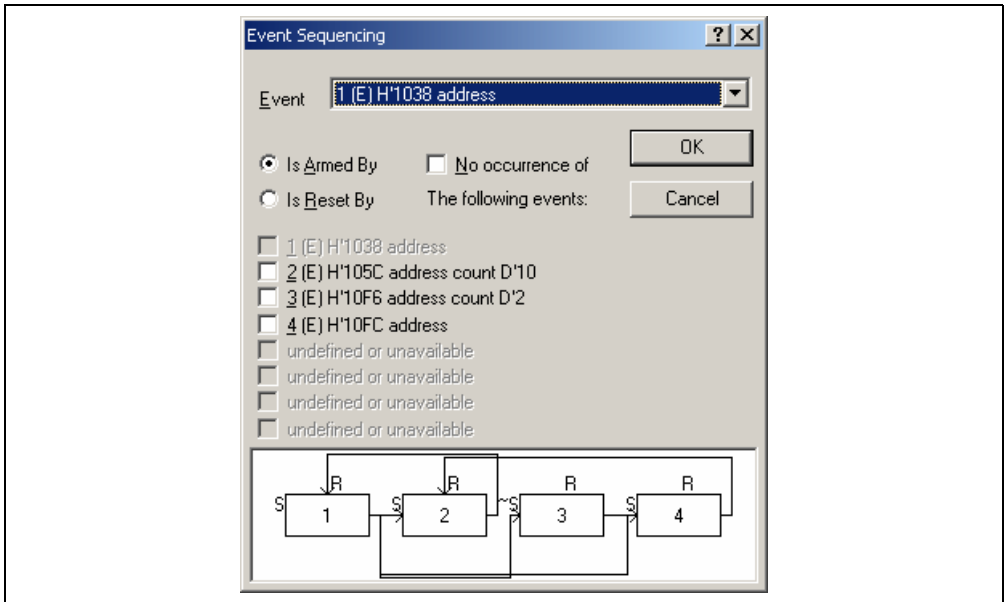 Event Sequencing
Event 1 (E) H'1038 address
OK
Is Armed By No occurrence of
Is Reset By The following events: Cancel
1 (E) H'1038 address
2 (E) H'105C address count D'10
3 (E) H'10F6 address count D'2
4 (E) H'10FC address
undefined or unavailable
undefined or unavailable
undefined or unavailable
undefined or unavailable
R R R R
S S ~S S
1 2 3 4